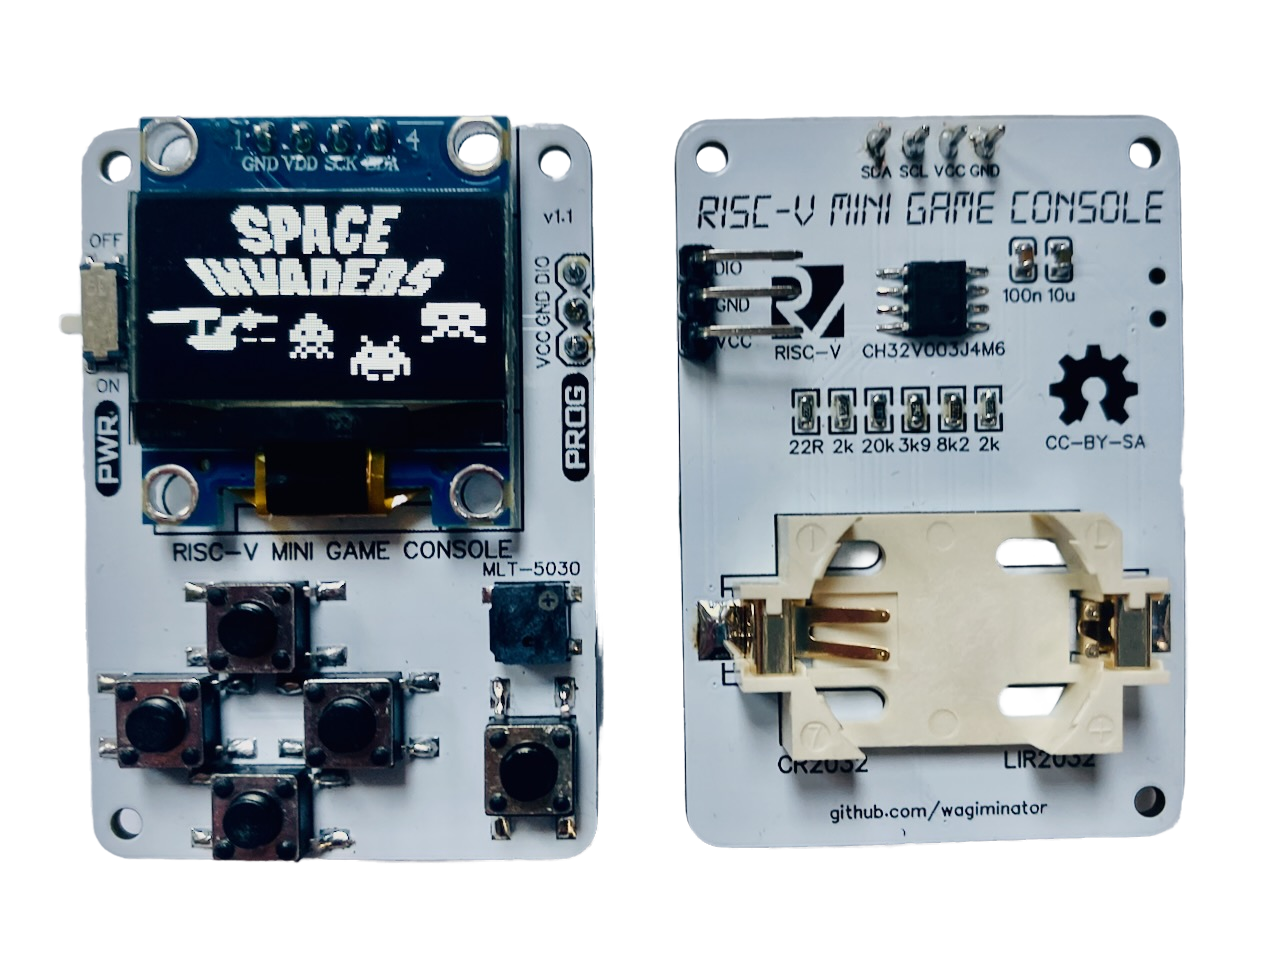 1 4
GND VDD SCK SDA
SPACE
INVADERS
v1.1
OFF
ON
PWR
VCC GND DIO
PROG
RISC-V MINI GAME CONSOLE
MLT-5030
SDA SCL VCC GND
RISC-V MINI GAME CONSOLE
DIO
GND
VCC
RISC-V
CH32V003J4M6
100n 10u
22R 2k 20k 3k9 8k2 2k
CC-BY-SA
CR2032 LIR2032
github.com/wagiminator